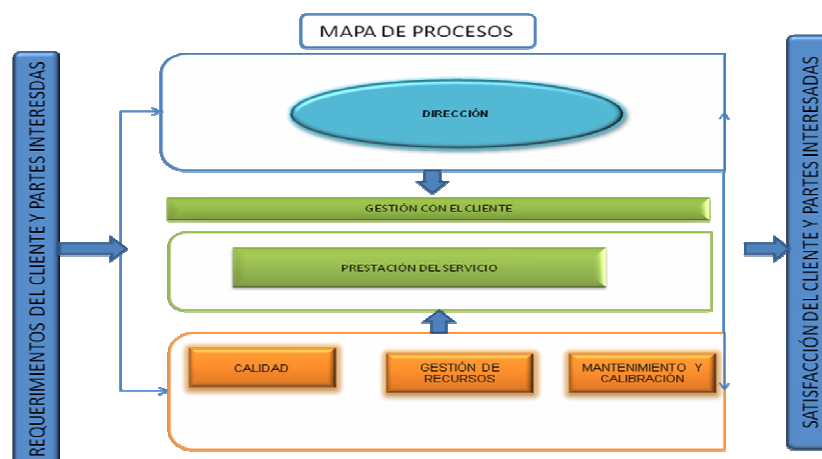 MAPA DE PROCESOS
REQUERIMIENTOS DEL CLIENTE Y PARTES INTERESDAS
DIRECCIÓN
GESTIÓN CON EL CLIENTE
PRESTACIÓN DEL SERVICIO
CALIDAD
GESTIÓN DE
RECURSOS
MANTENIMIENTO Y
CALIBRACIÓN
SATISFACCIÓN DEL CLIENTE Y PARTES INTERESADAS